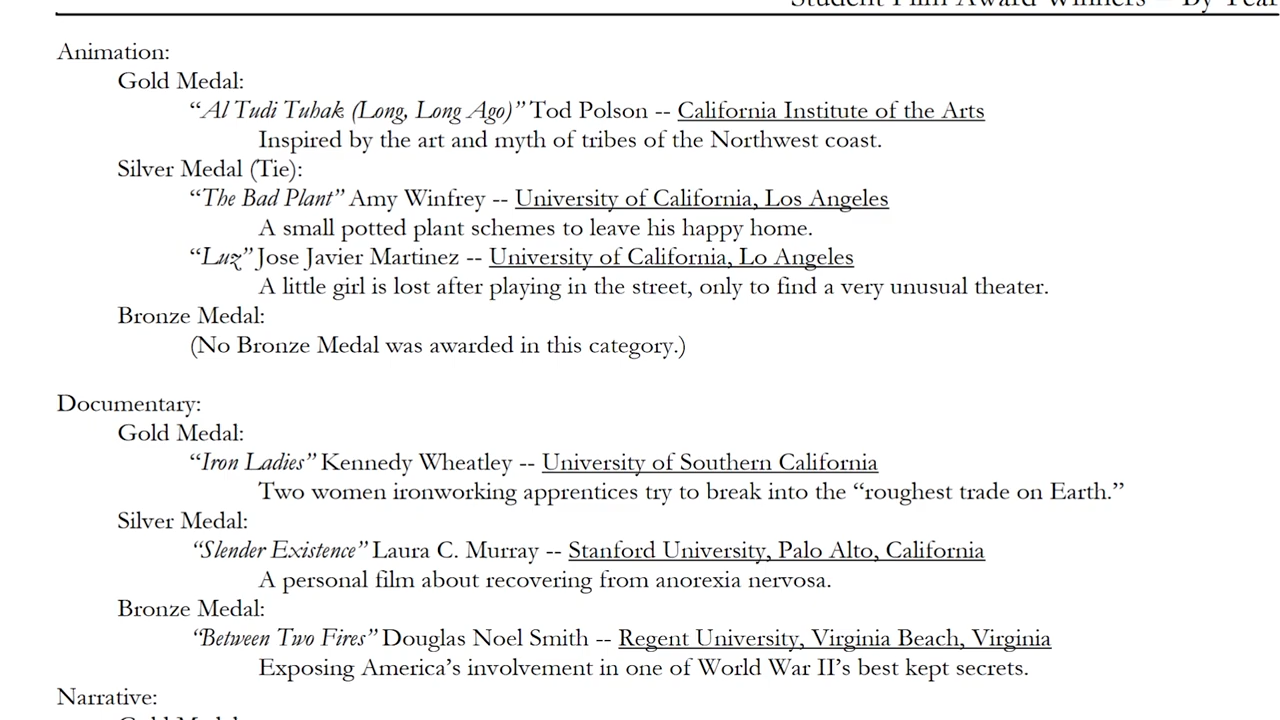 Student Film Award Winners – By Year
Animation:
Gold Medal:
“Al Tudi Tuhak (Long, Long Ago)” Tod Polson -- California Institute of the Arts
Inspired by the art and myth of tribes of the Northwest coast.
Silver Medal (Tie):
“The Bad Plant” Amy Winfrey -- University of California, Los Angeles
A small potted plant schemes to leave his happy home.
“Luz” Jose Javier Martinez -- University of California, Lo Angeles
A little girl is lost after playing in the street, only to find a very unusual theater.
Bronze Medal:
(No Bronze Medal was awarded in this category.)
Documentary:
Gold Medal:
“Iron Ladies” Kennedy Wheatley -- University of Southern California
Two women ironworking apprentices try to break into the “roughest trade on Earth.”
Silver Medal:
“Slender Existence” Laura C. Murray -- Stanford University, Palo Alto, California
A personal film about recovering from anorexia nervosa.
Bronze Medal:
“Between Two Fires” Douglas Noel Smith -- Regent University, Virginia Beach, Virginia
Exposing America’s involvement in one of World War II’s best kept secrets.
Narrative:
Gold Medal: